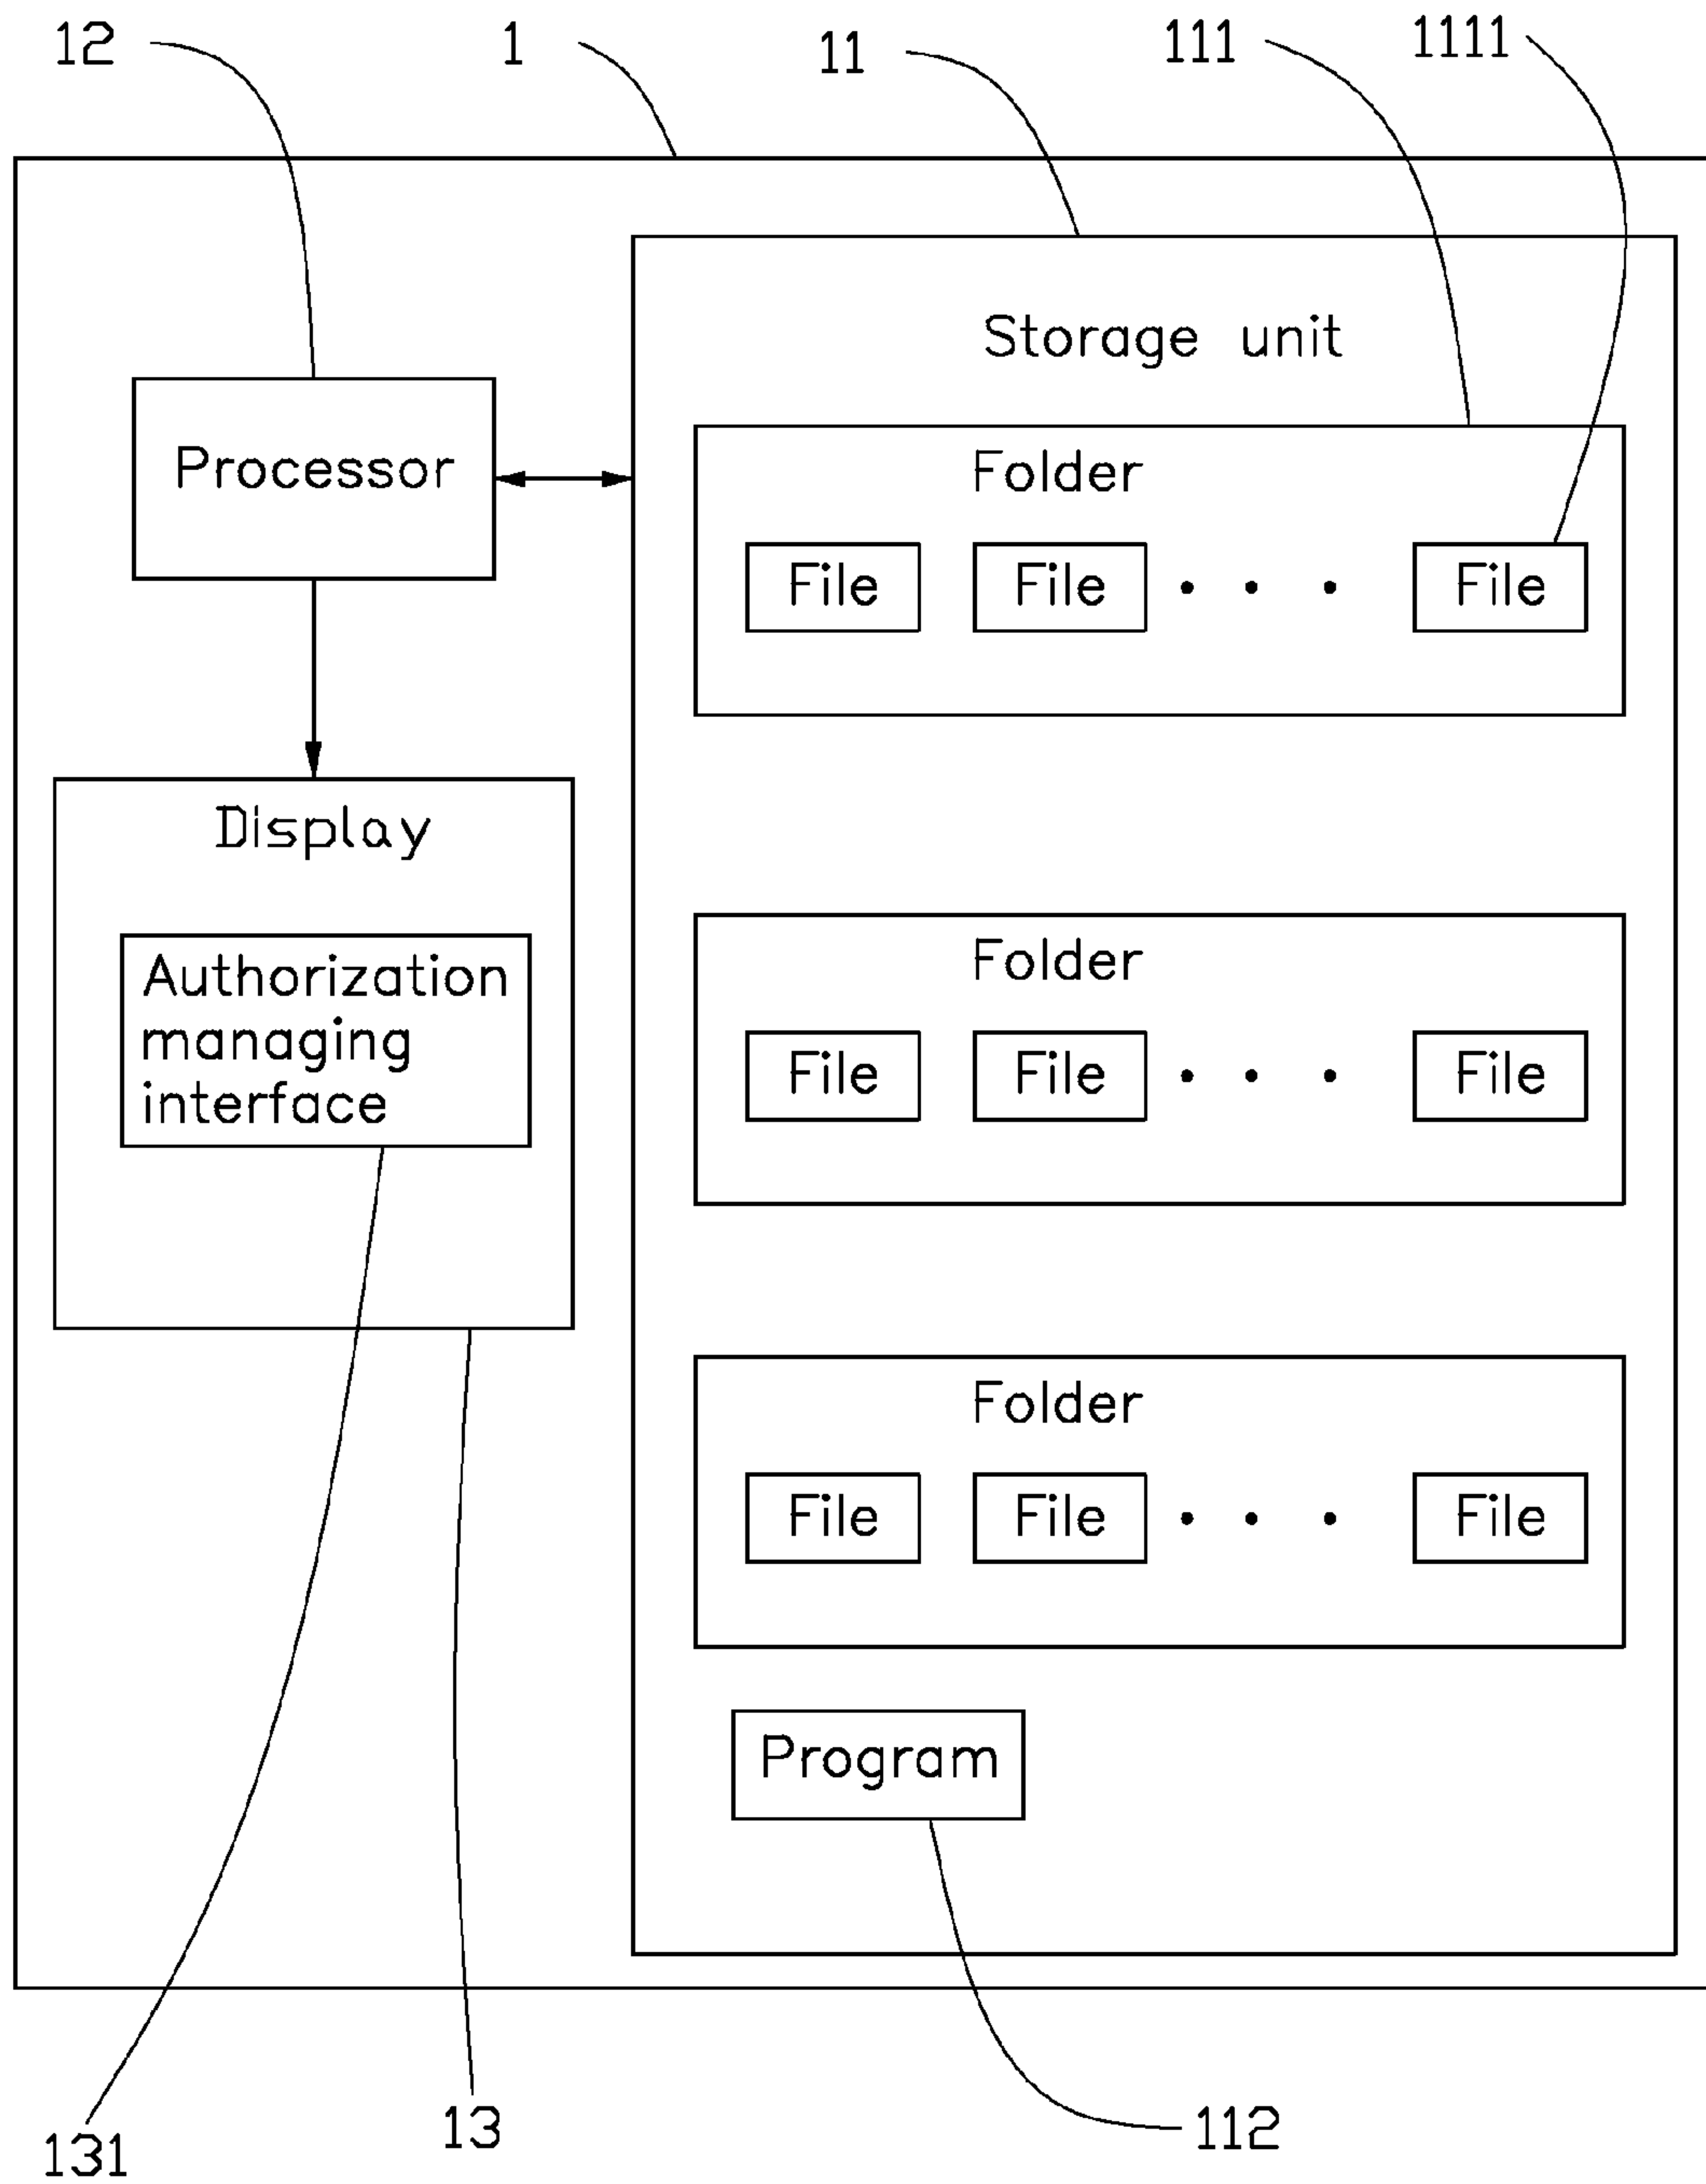 12 1 11 111 1111
Storage unit
Processor
Folder
File File • • • File
Display
Authorization
managing
interface
Folder
File File • • • File
Folder
File File • • • File
Program
131 13 112